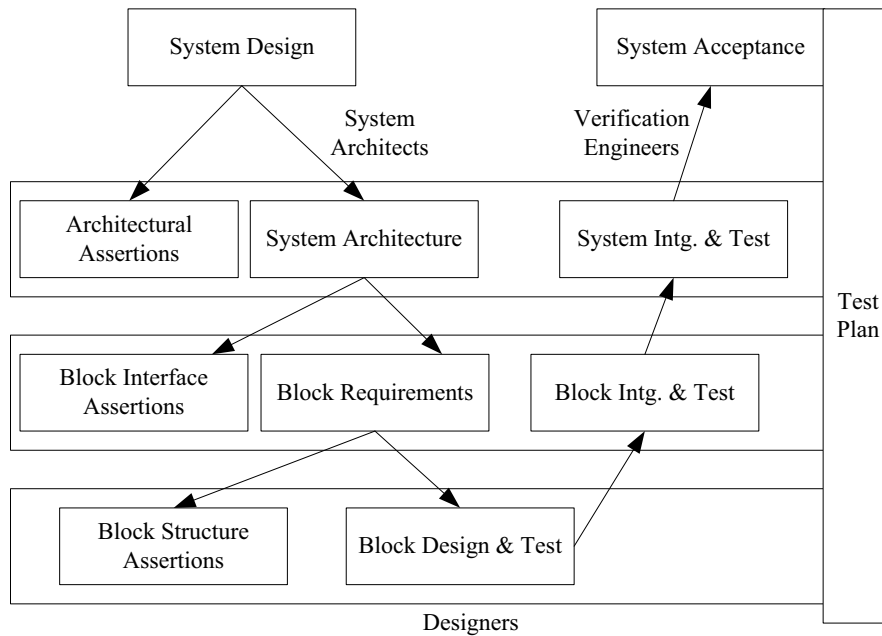 System Design
System Acceptance
System
Architects
Verification
Engineers
Architectural
Assertions
System Architecture
System Intg. & Test
Test
Plan
Block Interface
Assertions
Block Requirements
Block Intg. & Test
Block Structure
Assertions
Block Design & Test
Designers